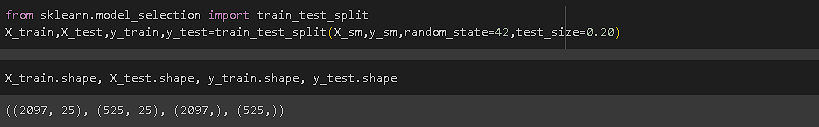 from sklearn.model_selection import train_test_split
X_train,X_test,y_train,y_test=train_test_split(X_sm,y_sm,random_state=42,test_size=0.20)
X_train.shape, X_test.shape, y_train.shape, y_test.shape
((2097, 25), (525, 25), (2097,), (525,))